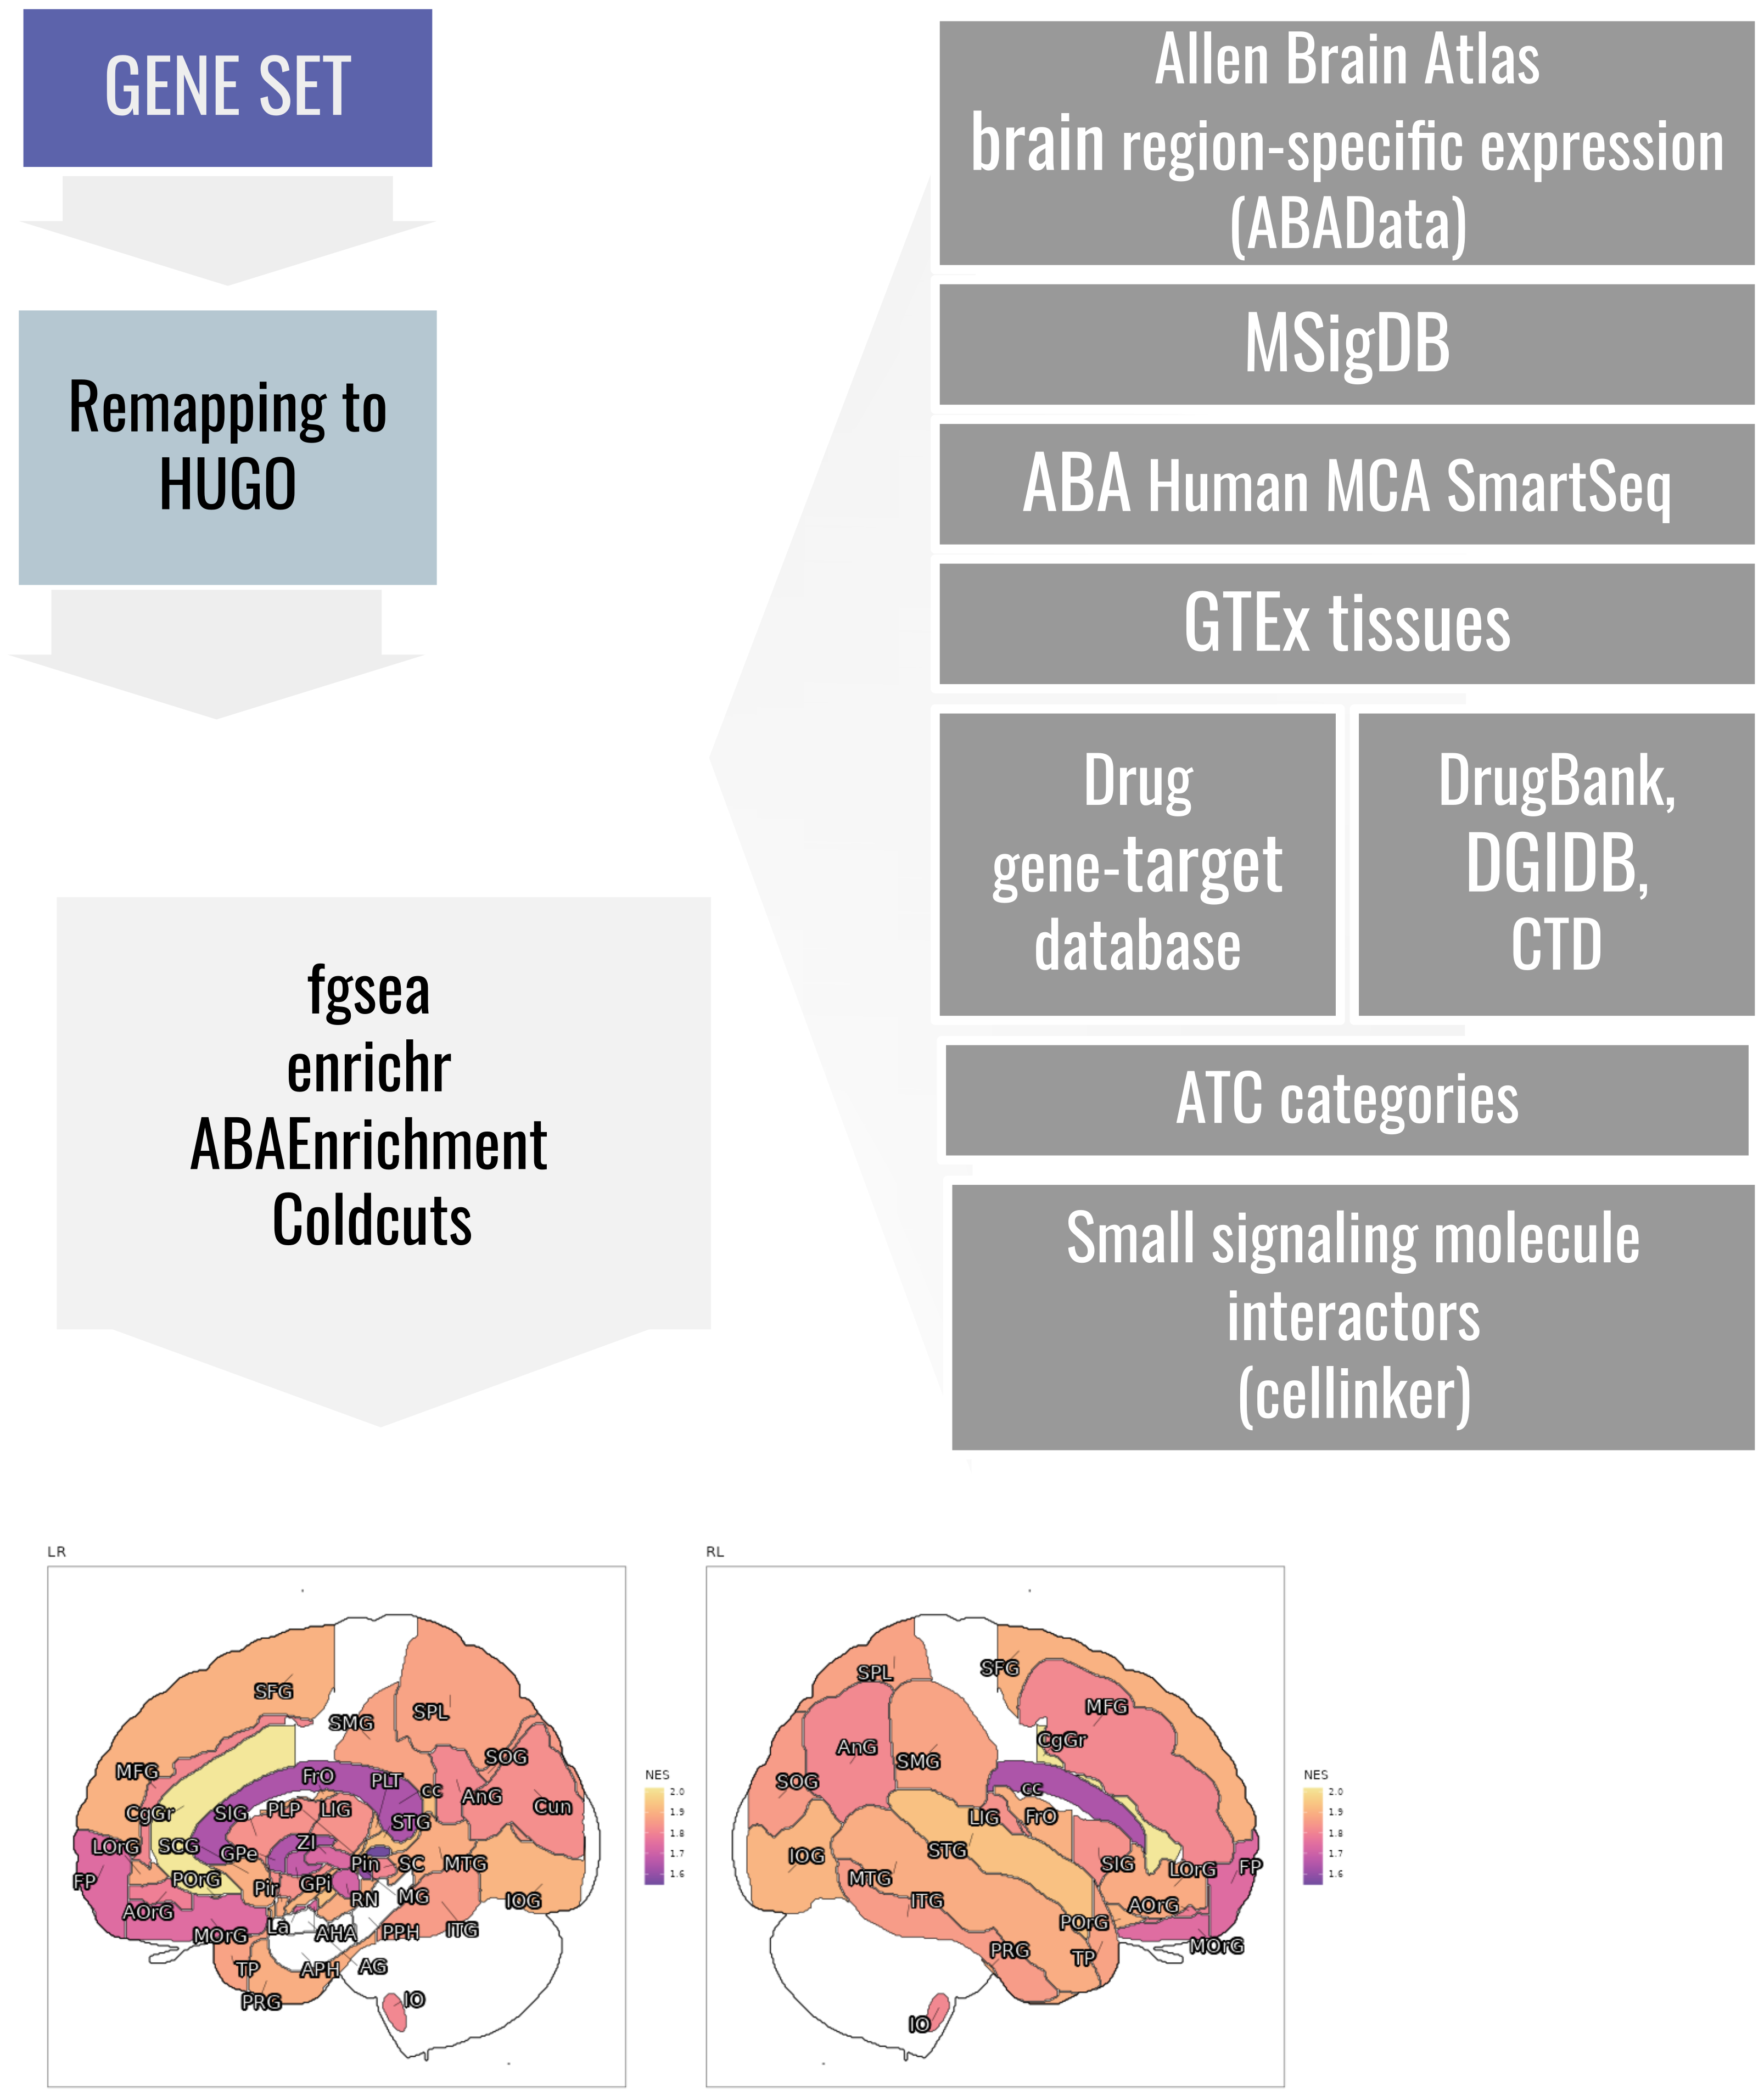 GENE SET
Remapping to
HUGO
fgsea
enrichr
ABAEnrichment
Coldcuts
Allen Brain Atlas
brain region-specific expression
(ABAData)
MSigDB
ABA Human MCA SmartSeq
GTEx tissues
Drug
gene-target
database
DrugBank,
DGIDB,
CTD
ATC categories
Small signaling molecule
interactors
(cellinker)
LR
SFG
SMG
SPL
MFG
SOG
FrO
PLT
cc
AnG
Cun
CgGr
SIG
PLP
LIG
STG
LOrG
SCG
GPe
ZI
Pin
SC
MTG
FP
POrG
Pir
GPi
RN
MG
IOG
AOrG
MOrG
La
AHA
PPH
ITG
TP
APH
AG
PRG
IO
NES
2.0
1.9
1.8
1.7
1.6
RL
SPL
SFG
MFG
CgGr
AnG
SMG
SOG
cc
LIG
FrO
IOG
STG
SIG
LOrG
FP
MTG
ITG
AOrG
POrG
MOrG
PRG
TP
IO
NES
2.0
1.9
1.8
1.7
1.6